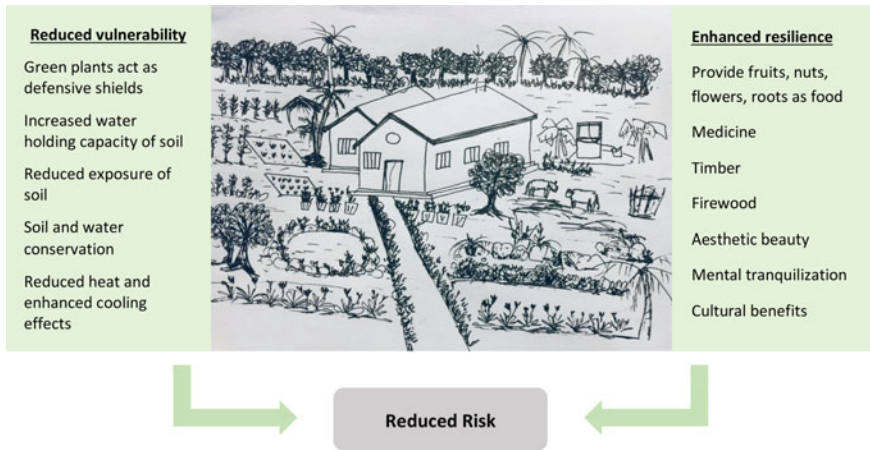 Reduced vulnerability
Green plants act as
defensive shields
Increased water
holding capacity of soil
Reduced exposure of
soil
Soil and water
conservation
Reduced heat and
enhanced cooling
effects
Enhanced resilience
Provide fruits, nuts,
flowers, roots as food
Medicine
Timber
Firewood
Aesthetic beauty
Mental tranquilization
Cultural benefits
Reduced Risk